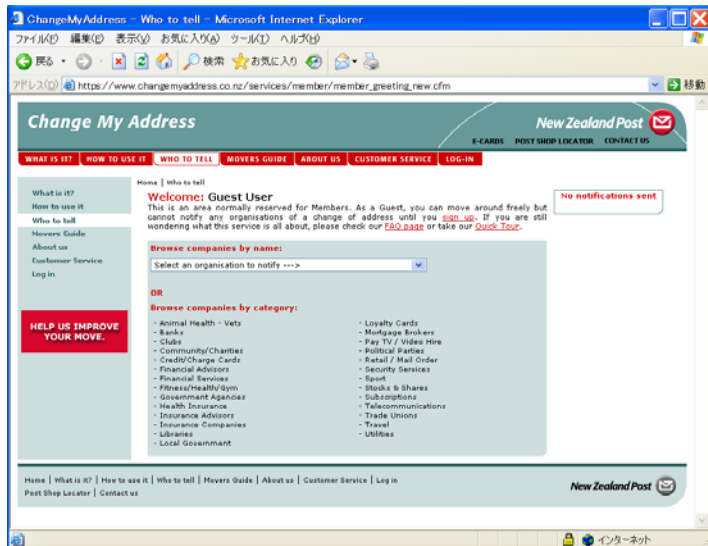 ChangeMyAddress - Who to tell - Microsoft Internet Explorer
ファイル(F) 編集(E) 表示(V) お気に入り(A) ツール(T) ヘルプ(H)
戻る 検索 お気に入り
アドレス(D) https://www.changemyaddress.co.nz/services/member/member_greeting_new.cfm 移動
Change My Address
New Zealand Post
E-CARDS POST SHOP LOCATOR CONTACT US
WHAT IS IT? HOW TO USE IT WHO TO TELL MOVERS GUIDE ABOUT US CUSTOMER SERVICE LOG-IN
What is it?
How to use it
Who to tell
Movers Guide
About us
Customer Service
Log in
HELP US IMPROVE
YOUR MOVE.
Home | Who to tell
Welcome: Guest User
This is an area normally reserved for Members. As a Guest, you can move around freely but
cannot notify any organisations of a change of address until you sign up. If you are still
wondering what this service is all about, please check our FAQ page or take our Quick Tour.
No notifications sent
Browse companies by name:
Select an organisation to notify --->
OR
Browse companies by category:
- Animal Health - Vets
- Banks
- Clubs
- Community/Charities
- Credit/Charge Cards
- Financial Advisors
- Financial Services
- Fitness/Health/Gym
- Government Agencies
- Health Insurance
- Insurance Advisors
- Insurance Companies
- Libraries
- Local Government
- Loyalty Cards
- Mortgage Brokers
- Pay TV / Video Hire
- Political Parties
- Retail / Mail Order
- Security Services
- Sport
- Stocks & Shares
- Subscriptions
- Telecommunications
- Trade Unions
- Travel
- Utilities
Home | What is it? | How to use it | Who to tell | Movers Guide | About us | Customer Service | Log in
Post Shop Locator | Contact us
New Zealand Post
インターネット